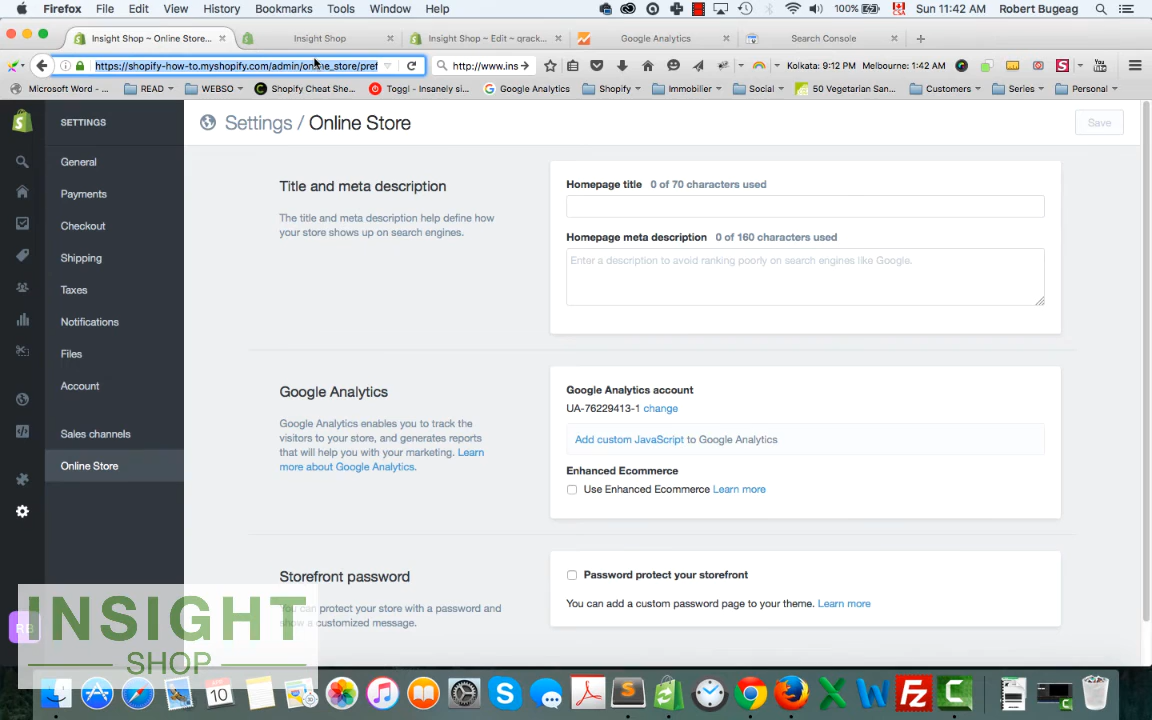 Firefox File Edit View History Bookmarks Tools Window Help 100% Sun 11:42 AM Robert Bugeag
Insight Shop ~ Online Store... Insight Shop Insight Shop ~ Edit ~ qrack... Google Analytics Search Console
https://shopify-how-to.myshopify.com/admin/online_store/pref http://www.ins Kolkata: 9:12 PM Melbourne: 1:42 AM
Microsoft Word - ... READ WEBSO Shopify Cheat She... Toggl - Insanely si... Google Analytics Shopify Immobilier Social 50 Vegetarian San... Customers Series Personal
SETTINGS
Settings / Online Store
Save
General
Payments
Checkout
Shipping
Taxes
Notifications
Files
Account
Sales channels
Online Store
Title and meta description
The title and meta description help define how
your store shows up on search engines.
Homepage title 0 of 70 characters used
Homepage meta description 0 of 160 characters used
Enter a description to avoid ranking poorly on search engines like Google.
Google Analytics
Google Analytics enables you to track the
visitors to your store, and generates reports
that will help you with your marketing. Learn
more about Google Analytics.
Google Analytics account
UA-76229413-1 change
Add custom JavaScript to Google Analytics
Enhanced Ecommerce
Use Enhanced Ecommerce Learn more
Storefront password
You can protect your store with a password and
show a customized message.
Password protect your storefront
You can add a custom password page to your theme. Learn more
RB
INSIGHT
SHOP
10